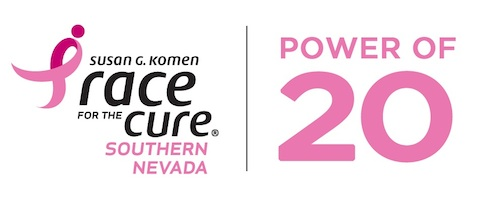 SUSAN G. KOMEN
race
FOR THE
cure®
SOUTHERN
NEVADA
POWER OF
20